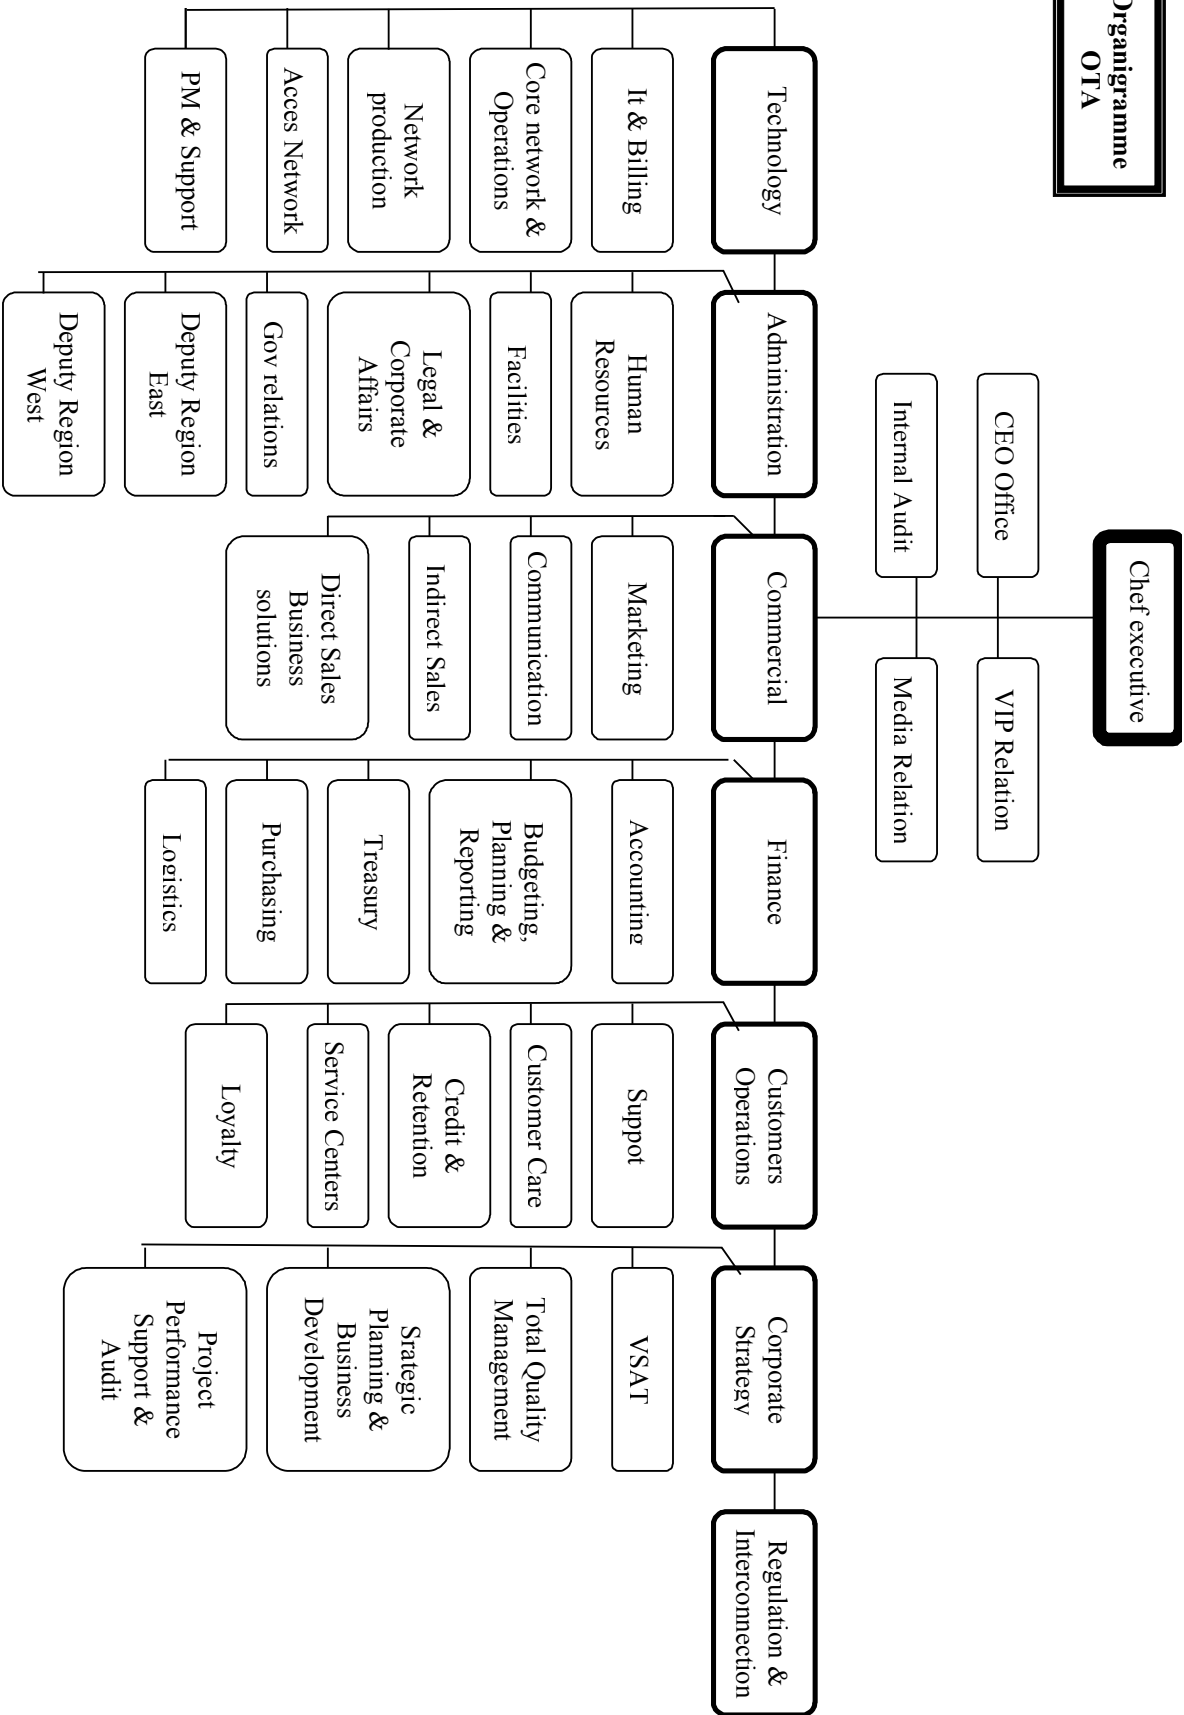 Organigramme
OTA
Chef executive
CEO Office
VIP Relation
Internal Audit
Media Relation
Technology
It & Billing
Core network &
Operations
Network
production
Acces Network
PM & Support
Administration
Human
Resources
Facilities
Legal &
Corporate
Affairs
Gov relations
Deputy Region
East
Deputy Region
West
Commercial
Marketing
Communication
Indirect Sales
Direct Sales
Business
solutions
Finance
Accounting
Budgeting,
Planning &
Reporting
Treasury
Purchasing
Logistics
Customers
Operations
Suppot
Customer Care
Credit &
Retention
Service Centers
Loyalty
Corporate
Strategy
VSAT
Total Quality
Management
Srategic
Planning &
Business
Development
Project
Performance
Support &
Audit
Regulation &
Interconnection